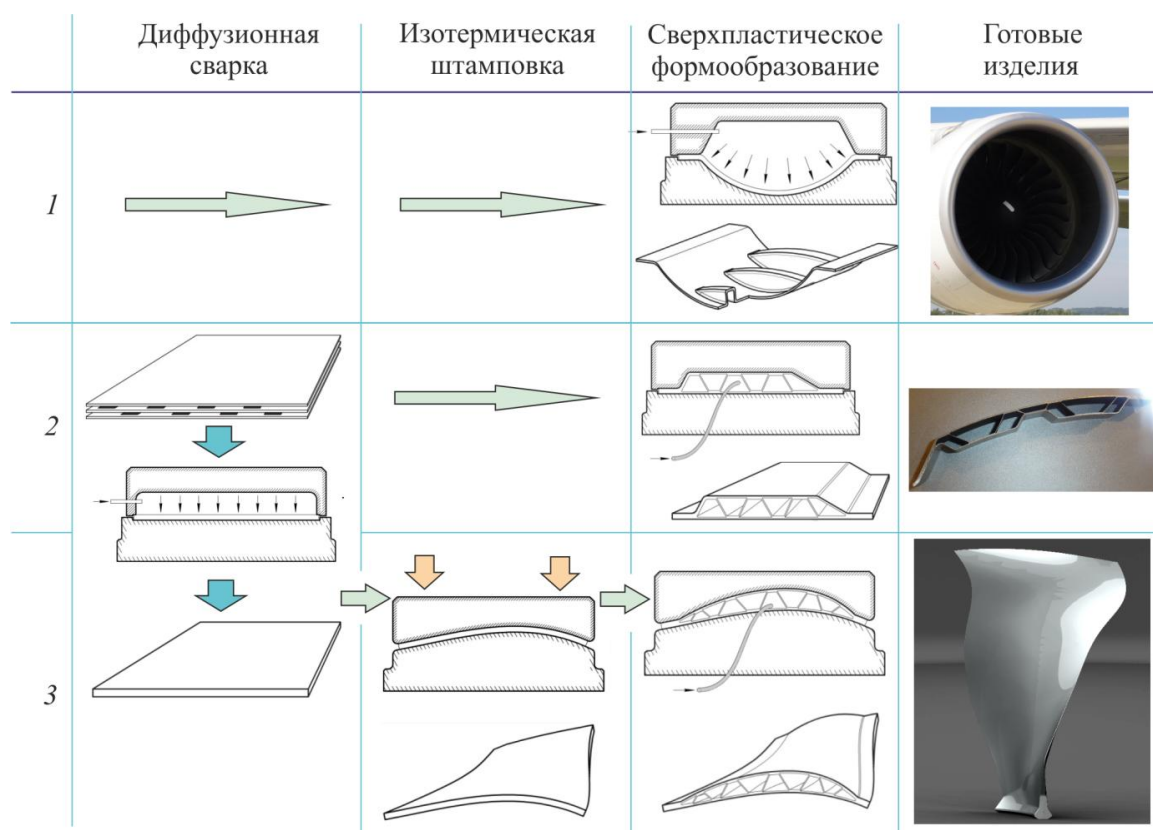 Диффузионная
сварка
Изотермическая
штамповка
Сверхпластическое
формообразование
Готовые
изделия
1
2
3